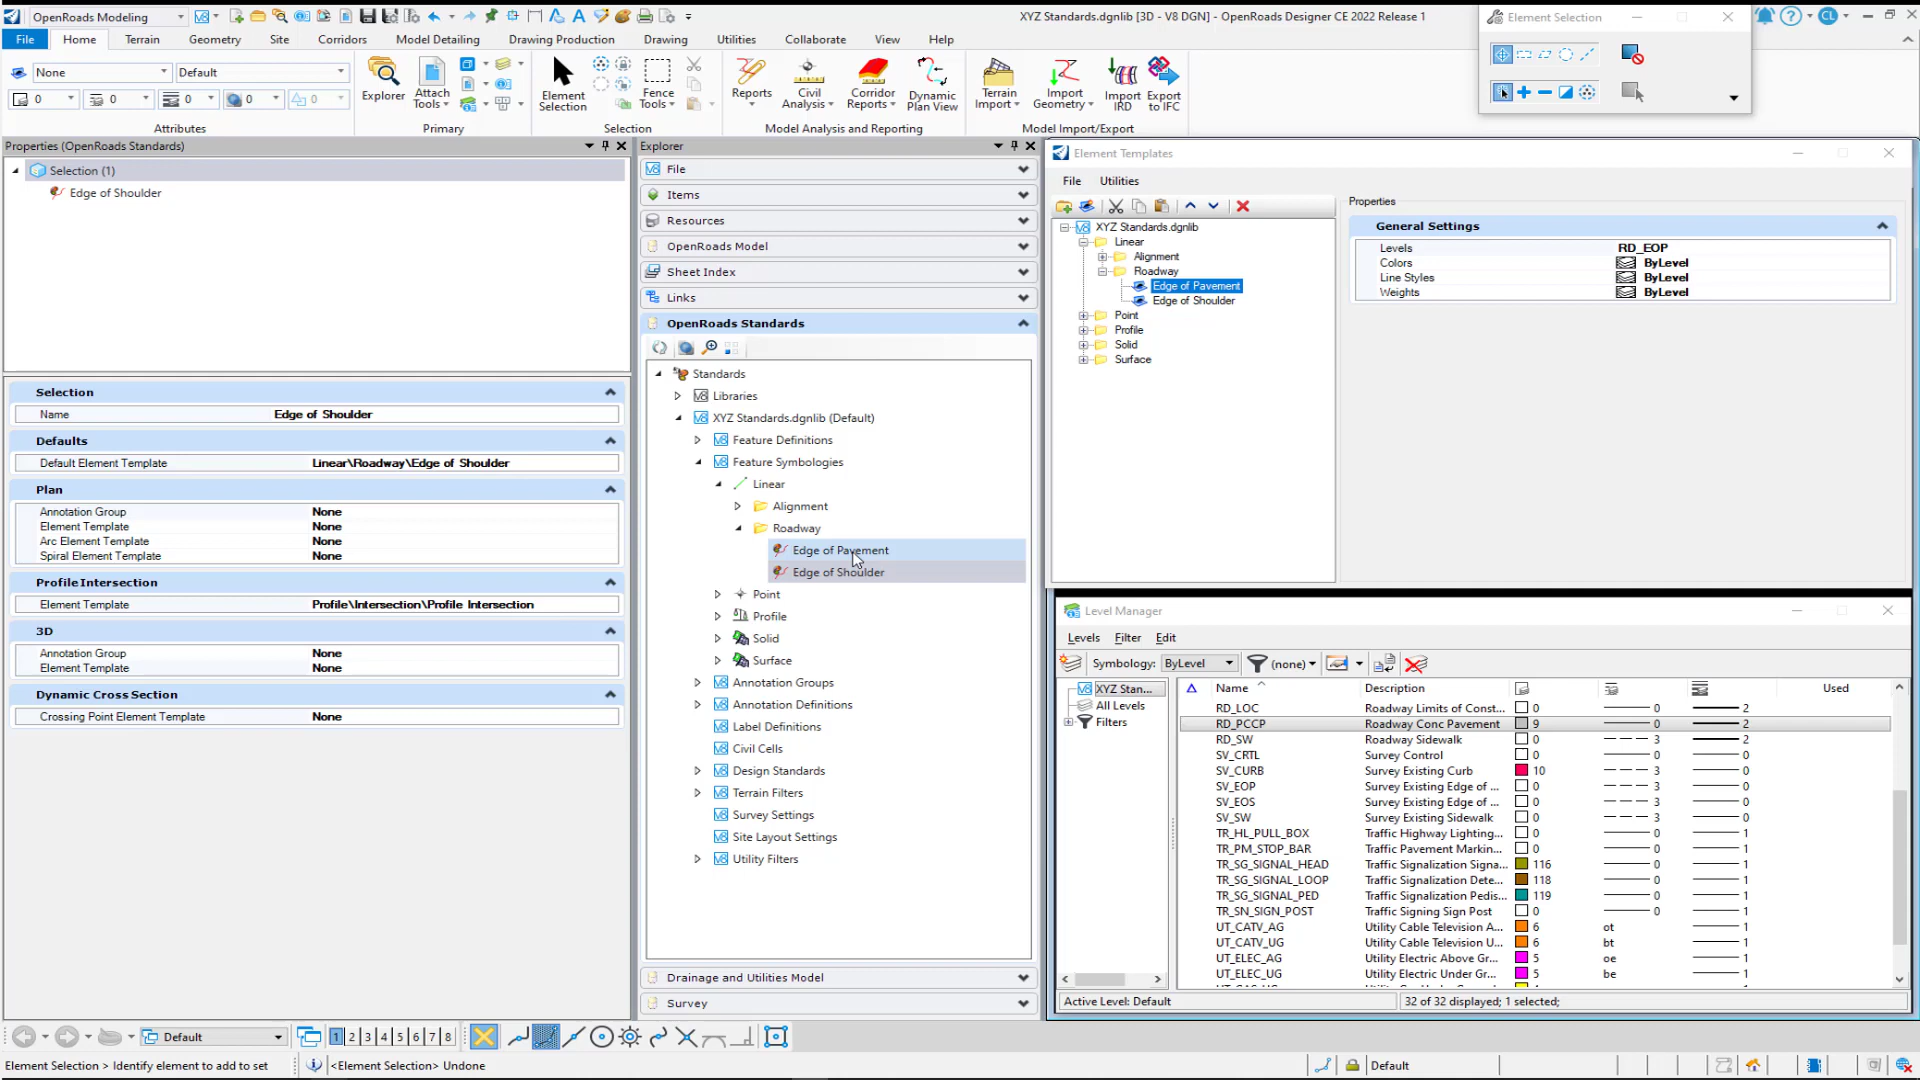 OpenRoads Modeling
XYZ Standards.dgnlib [3D - V8 DGN] - OpenRoads Designer CE 2022 Release 1
CL
Element Selection
File Home Terrain Geometry Site Corridors Model Detailing Drawing Production Drawing Utilities Collaborate View Help
None Default
0 0 0 0 0
Attributes
Explorer
Attach Tools
Primary
Element Selection
Fence Tools
Selection
Reports
Civil Analysis
Corridor Reports
Dynamic Plan View
Model Analysis and Reporting
Terrain Import
Import Geometry
Import IRD
Export to IFC
Model Import/Export
Properties (OpenRoads Standards)
Selection (1)
Edge of Shoulder
Selection
Name Edge of Shoulder
Defaults
Default Element Template Linear\Roadway\Edge of Shoulder
Plan
Annotation Group None
Element Template None
Arc Element Template None
Spiral Element Template None
Profile Intersection
Element Template Profile\Intersection\Profile Intersection
3D
Annotation Group None
Element Template None
Dynamic Cross Section
Crossing Point Element Template None
Explorer
File
Items
Resources
OpenRoads Model
Sheet Index
Links
OpenRoads Standards
Standards
Libraries
XYZ Standards.dgnlib (Default)
Feature Definitions
Feature Symbologies
Linear
Alignment
Roadway
Edge of Pavement
Edge of Shoulder
Point
Profile
Solid
Surface
Annotation Groups
Annotation Definitions
Label Definitions
Civil Cells
Design Standards
Terrain Filters
Survey Settings
Site Layout Settings
Utility Filters
Drainage and Utilities Model
Survey
Element Templates
File Utilities
XYZ Standards.dgnlib
Linear
Alignment
Roadway
Edge of Pavement
Edge of Shoulder
Point
Profile
Solid
Surface
Properties
General Settings
Levels RD_EOP
Colors ByLevel
Line Styles ByLevel
Weights ByLevel
Level Manager
Levels Filter Edit
Symbology: ByLevel (none)
XYZ Stan...
All Levels
Filters
Name Description Used
RD_LOC Roadway Limits of Const... 0 0 2
RD_PCCP Roadway Conc Pavement 9 0 2
RD_SW Roadway Sidewalk 0 3 2
SV_CRTL Survey Control 0 0 0
SV_CURB Survey Existing Curb 10 3 0
SV_EOP Survey Existing Edge of ... 0 3 0
SV_EOS Survey Existing Edge of ... 0 3 0
SV_SW Survey Existing Sidewalk 0 3 0
TR_HL_PULL_BOX Traffic Highway Lighting... 0 0 1
TR_PM_STOP_BAR Traffic Pavement Markin... 0 0 1
TR_SG_SIGNAL_HEAD Traffic Signalization Signa... 116 0 1
TR_SG_SIGNAL_LOOP Traffic Signalization Dete... 118 0 1
TR_SG_SIGNAL_PED Traffic Signalization Pedis... 119 0 1
TR_SN_SIGN_POST Traffic Signing Sign Post 0 0 1
UT_CATV_AG Utility Cable Television A... 6 ot 1
UT_CATV_UG Utility Cable Television U... 6 bt 1
UT_ELEC_AG Utility Electric Above Gr... 5 oe 1
UT_ELEC_UG Utility Electric Under Gr... 5 be 1
Active Level: Default 32 of 32 displayed; 1 selected;
Default 1 2 3 4 5 6 7 8
Element Selection > Identify element to add to set <Element Selection> Undone Default